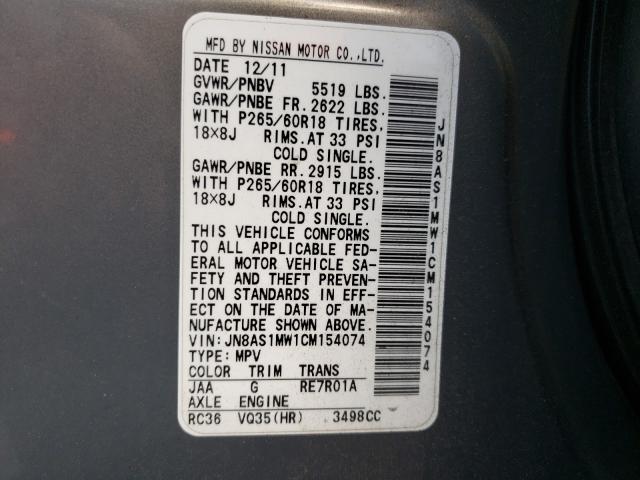 MFD BY NISSAN MOTOR CO.,LTD.
DATE 12/11
GVWR/PNBV 5519 LBS.
GAWR/PNBE FR. 2622 LBS.
WITH P265/60R18 TIRES,
18×8J RIMS.AT 33 PSI
COLD SINGLE.
GAWR/PNBE RR. 2915 LBS.
WITH P265/60R18 TIRES,
18×8J RIMS.AT 33 PSI
COLD SINGLE.
THIS VEHICLE CONFORMS
TO ALL APPLICABLE FED-
ERAL MOTOR VEHICLE SA-
FETY AND THEFT PREVEN-
TION STANDARDS IN EFF-
ECT ON THE DATE OF MA-
NUFACTURE SHOWN ABOVE.
VIN: JN8AS1MW1CM154074
TYPE: MPV
COLOR TRIM TRANS
JAA G RE7R01A
AXLE ENGINE
RC36 VQ35(HR) 3498CC
JN8AS1MW1CM154074